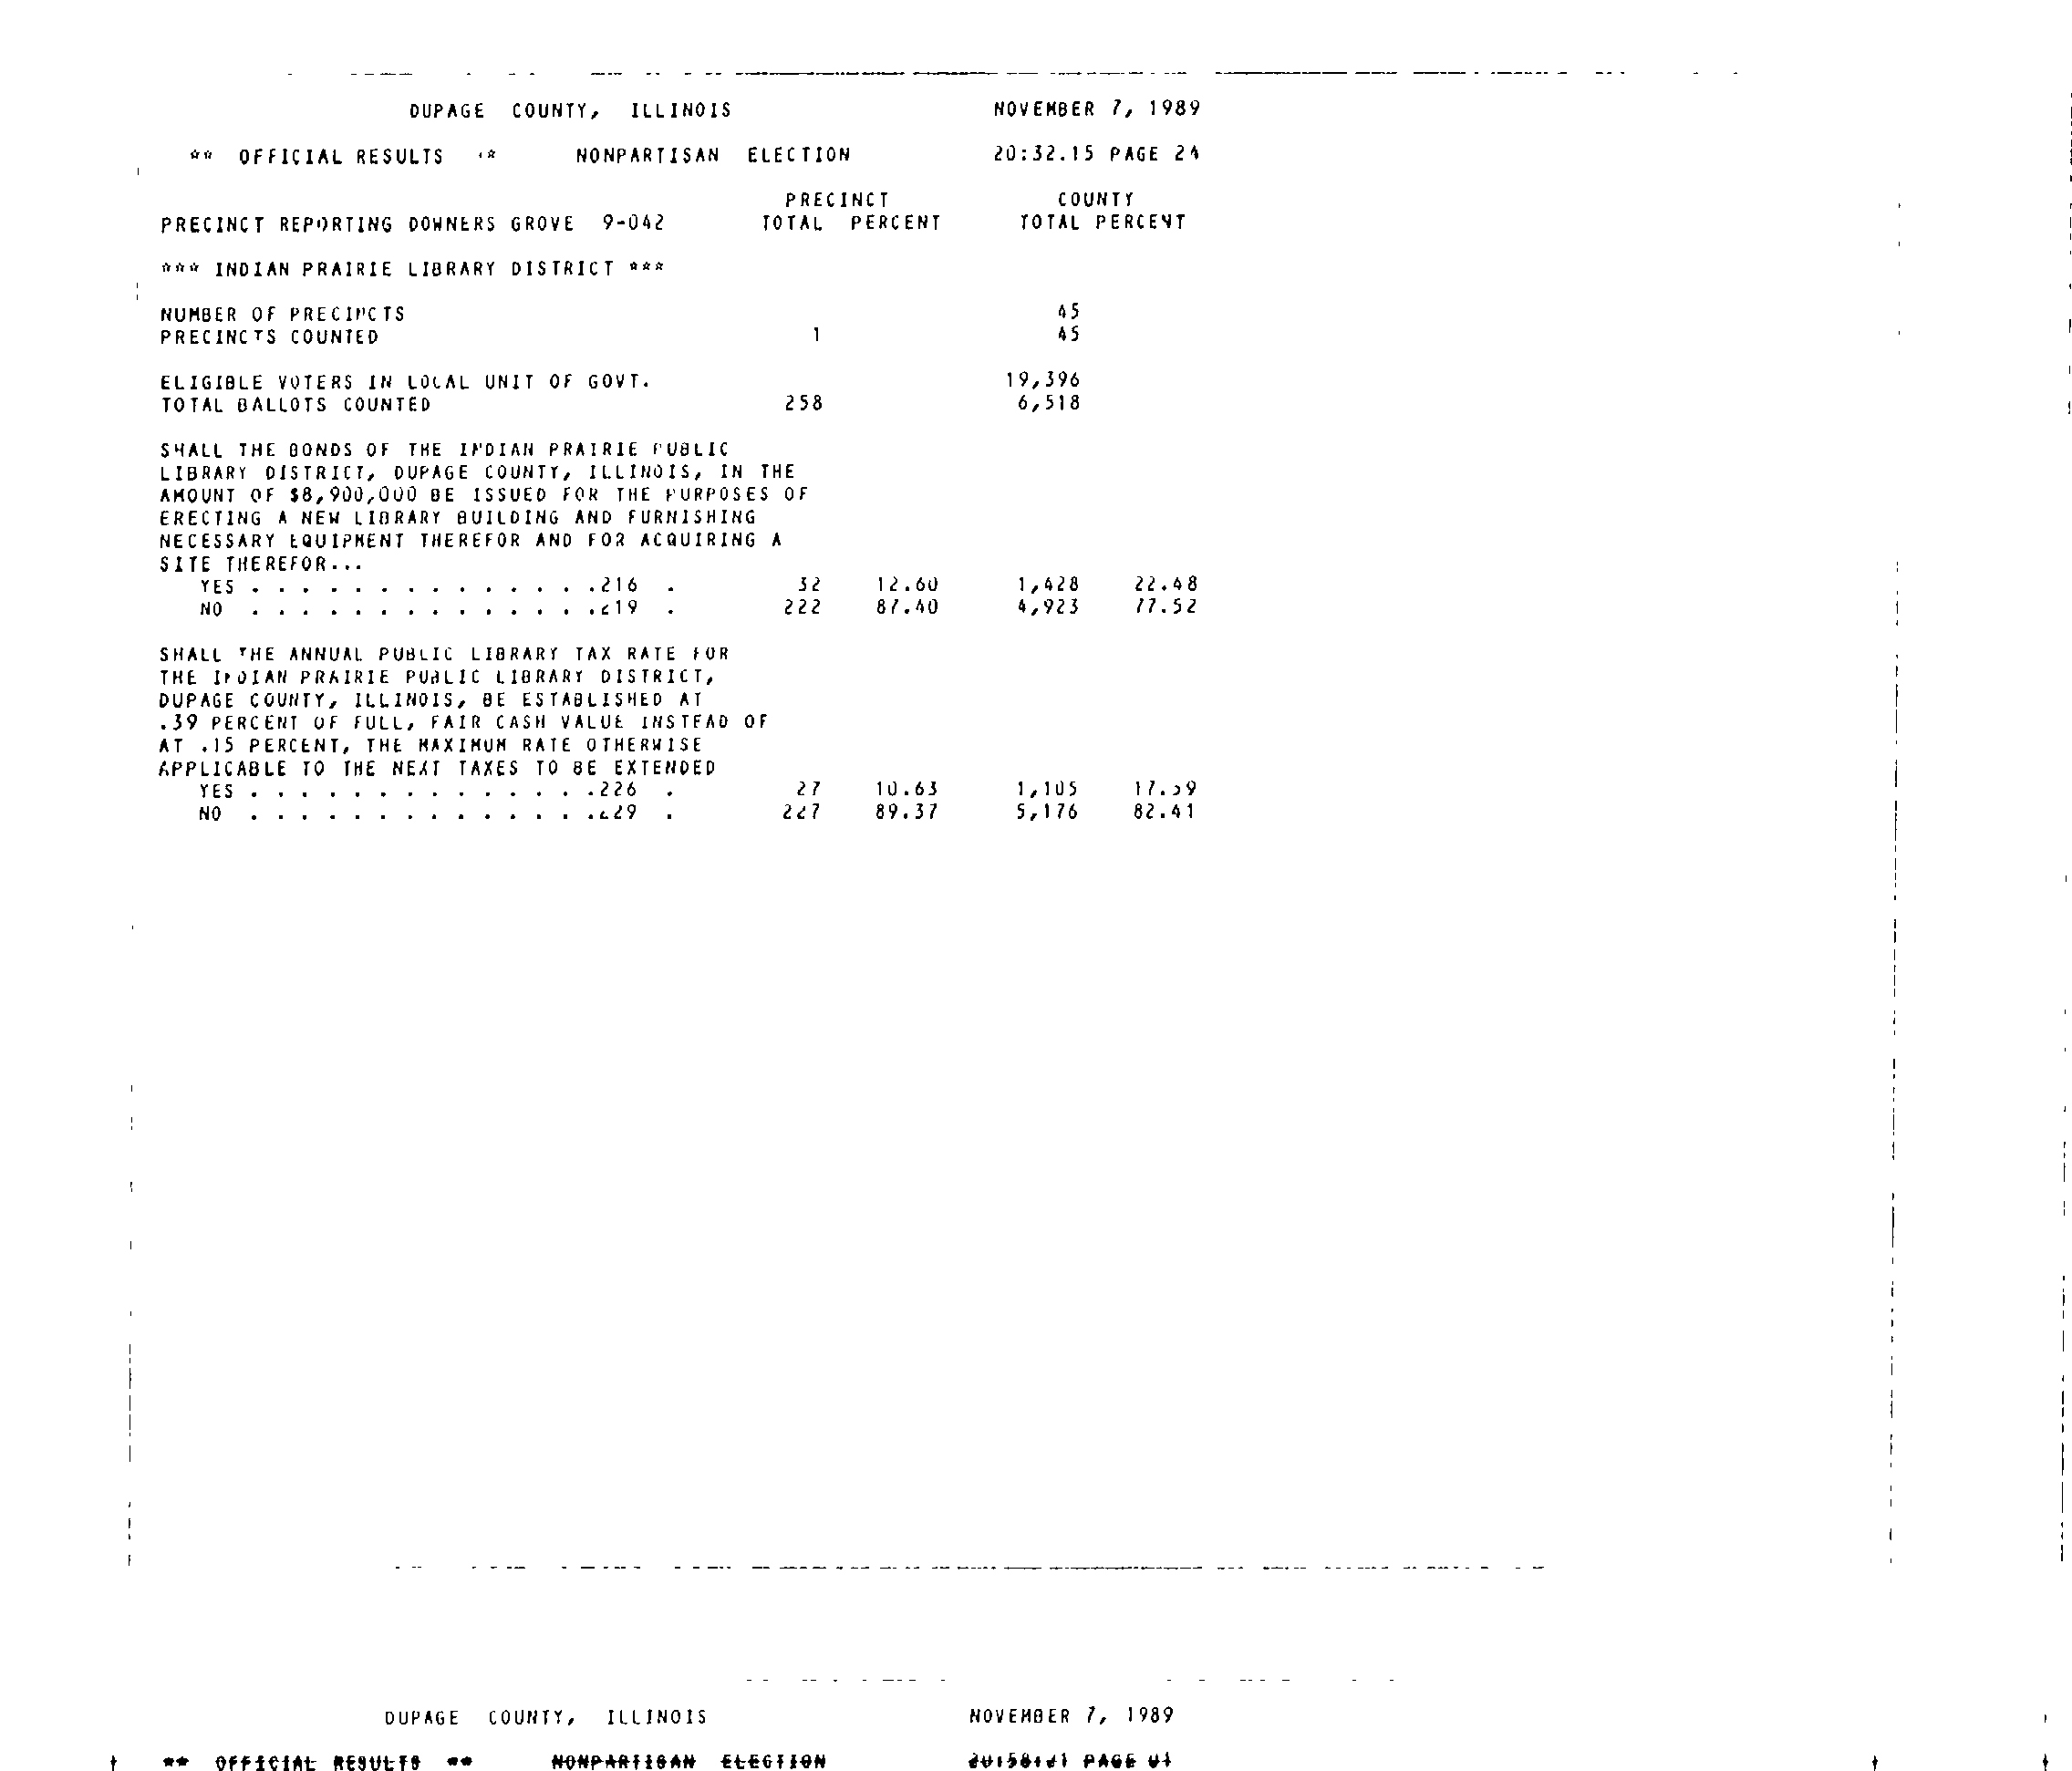 DUPAGE COUNTY, ILLINOIS NOVEMBER 7, 1989
** OFFICIAL RESULTS ** NONPARTISAN ELECTION 20:32.15 PAGE 24
PRECINCT COUNTY
PRECINCT REPORTING DOWNERS GROVE 9-042 TOTAL PERCENT TOTAL PERCENT
*** INDIAN PRAIRIE LIBRARY DISTRICT ***
NUMBER OF PRECINCTS 45
PRECINCTS COUNTED 1 45
ELIGIBLE VOTERS IN LOCAL UNIT OF GOVT. 19,396
TOTAL BALLOTS COUNTED 258 6,518
SHALL THE BONDS OF THE INDIAN PRAIRIE PUBLIC
LIBRARY DISTRICT, DUPAGE COUNTY, ILLINOIS, IN THE
AMOUNT OF $8,900,000 BE ISSUED FOR THE PURPOSES OF
ERECTING A NEW LIBRARY BUILDING AND FURNISHING
NECESSARY EQUIPMENT THEREFOR AND FOR ACQUIRING A
SITE THEREFOR...
YES . . . . . . . . . . . . . .216 . 32 12.60 1,428 22.48
NO . . . . . . . . . . . . . .219 . 222 87.40 4,923 77.52
SHALL THE ANNUAL PUBLIC LIBRARY TAX RATE FOR
THE INDIAN PRAIRIE PUBLIC LIBRARY DISTRICT,
DUPAGE COUNTY, ILLINOIS, BE ESTABLISHED AT
.39 PERCENT OF FULL, FAIR CASH VALUE INSTEAD OF
AT .15 PERCENT, THE MAXIMUM RATE OTHERWISE
APPLICABLE TO THE NEXT TAXES TO BE EXTENDED
YES . . . . . . . . . . . . . .226 . 27 10.63 1,105 17.59
NO . . . . . . . . . . . . . .229 . 227 89.37 5,176 82.41
DUPAGE COUNTY, ILLINOIS NOVEMBER 7, 1989
** OFFICIAL RESULTS ** NONPARTISAN ELECTION PAGE